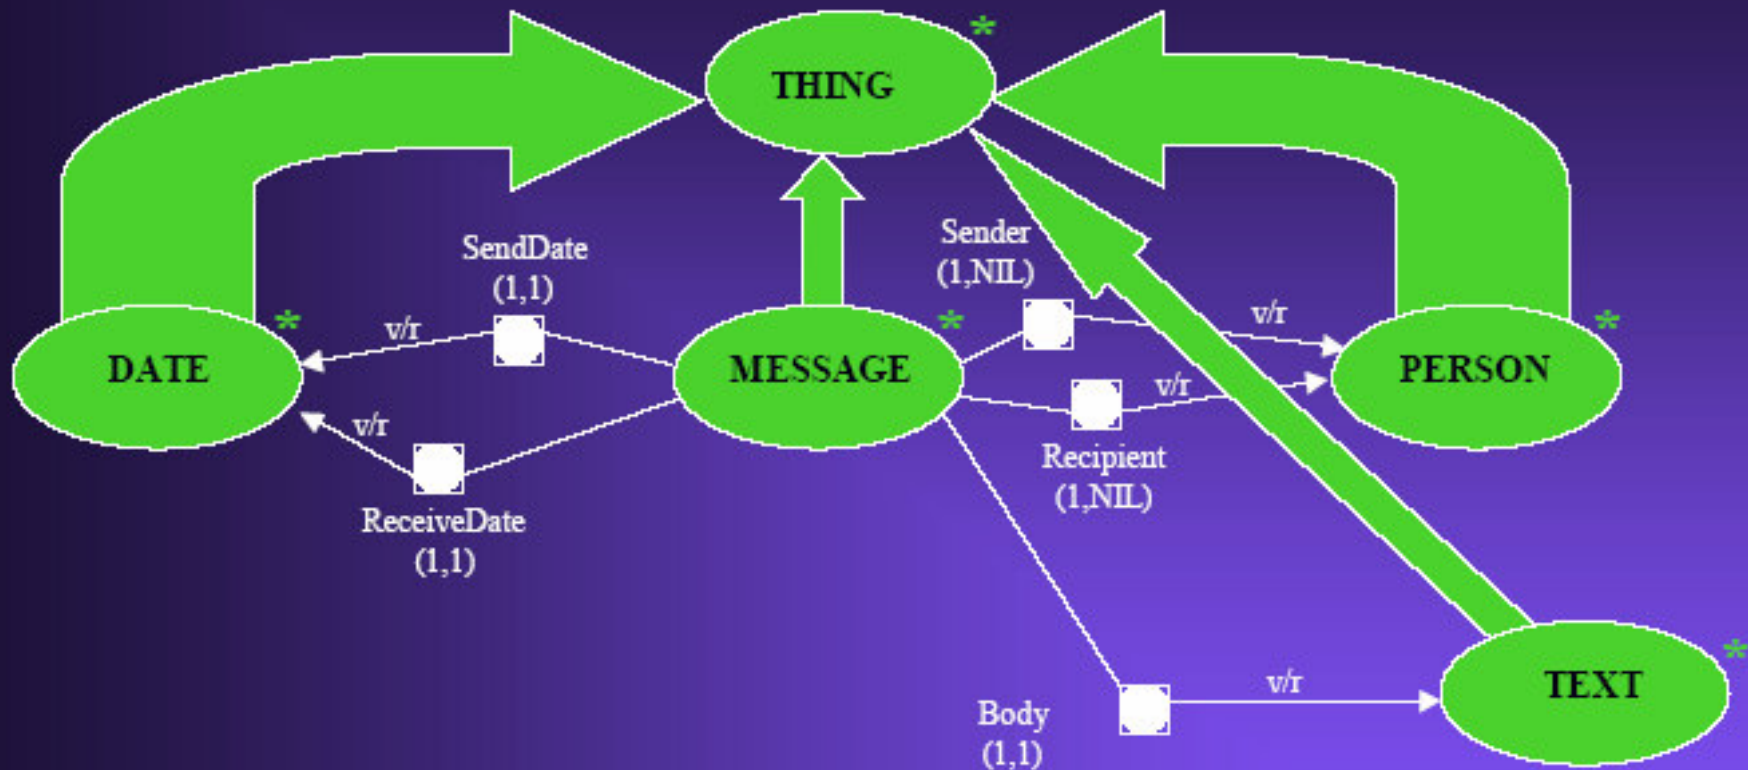 *
THING
SendDate
(1,1)
Sender
(1,NIL)
v/r
*
*
v/r
*
DATE
MESSAGE
PERSON
v/r
v/r
Recipient
(1,NIL)
ReceiveDate
(1,1)
*
TEXT
v/r
Body
(1,1)